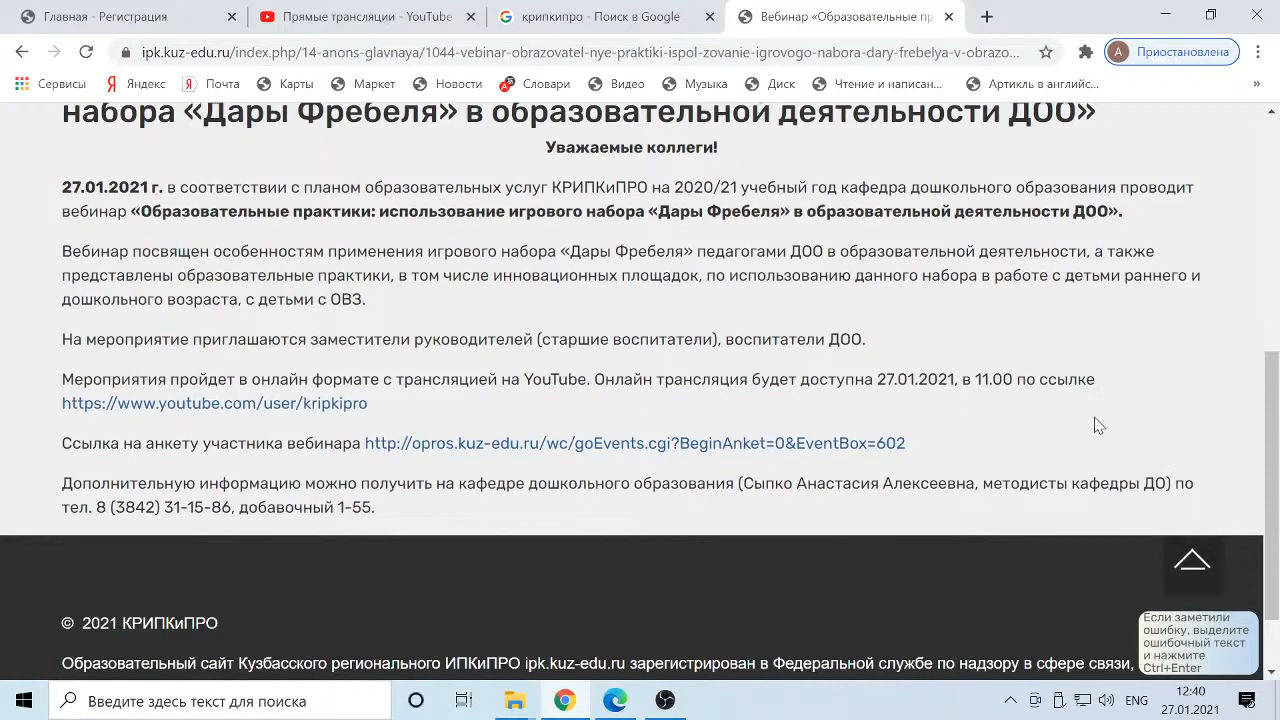 Главная - Регистрация
Прямые трансляции - YouTube
крипкипро - Поиск в Google
Вебинар «Образовательные пр
ipk.kuz-edu.ru/index.php/14-anons-glavnaya/1044-vebinar-obrazovatel-nye-praktiki-ispol-zovanie-igrovogo-nabora-dary-frebelya-v-obrazo...
А Приостановлена
Сервисы
Яндекс
Почта
Карты
Маркет
Новости
Словари
Видео
Музыка
Диск
Чтение и написан...
Артикль в английс...
»
набора «Дары Фребеля» в образовательной деятельности ДОО»
Уважаемые коллеги!
27.01.2021 г. в соответствии с планом образовательных услуг КРИПКиПРО на 2020/21 учебный год кафедра дошкольного образования проводит
вебинар «Образовательные практики: использование игрового набора «Дары Фребеля» в образовательной деятельности ДОО».
Вебинар посвящен особенностям применения игрового набора «Дары Фребеля» педагогами ДОО в образовательной деятельности, а также
представлены образовательные практики, в том числе инновационных площадок, по использованию данного набора в работе с детьми раннего и
дошкольного возраста, с детьми с ОВЗ.
На мероприятие приглашаются заместители руководителей (старшие воспитатели), воспитатели ДОО.
Мероприятия пройдет в онлайн формате с трансляцией на YouTube. Онлайн трансляция будет доступна 27.01.2021, в 11.00 по ссылке
https://www.youtube.com/user/kripkipro
Ссылка на анкету участника вебинара http://opros.kuz-edu.ru/wc/goEvents.cgi?BeginAnket=0&EventBox=602
Дополнительную информацию можно получить на кафедре дошкольного образования (Сыпко Анастасия Алексеевна, методисты кафедры ДО) по
тел. 8 (3842) 31-15-86, добавочный 1-55.
© 2021 КРИПКиПРО
Образовательный сайт Кузбасского регионального ИПКиПРО ipk.kuz-edu.ru зарегистрирован в Федеральной службе по надзору в сфере связи,
Если заметили
ошибку, выделите
ошибочный текст
и нажмите
Ctrl+Enter
Введите здесь текст для поиска
ENG
12:40
27.01.2021